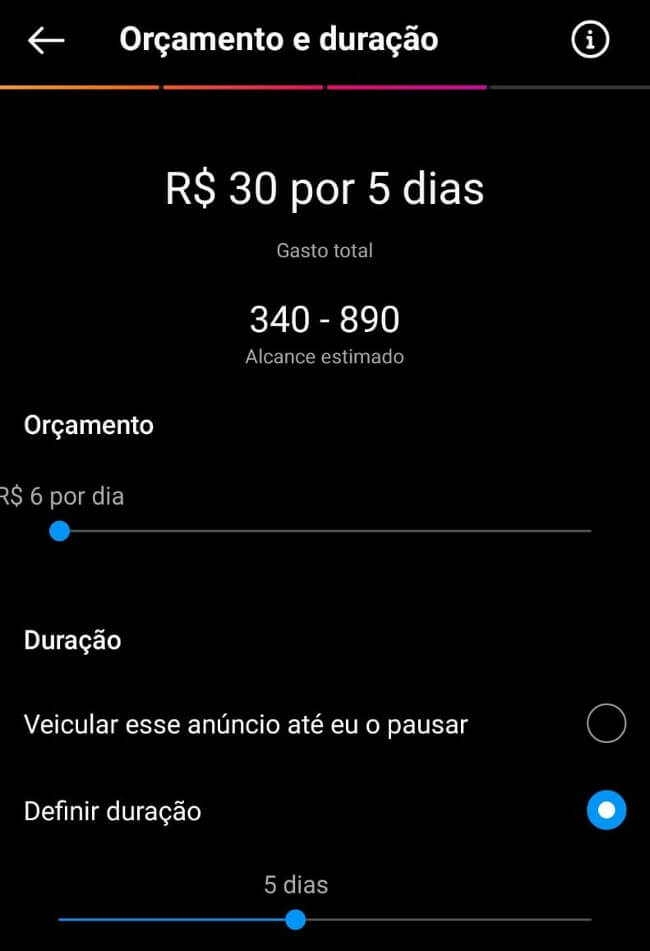 Orçamento e duração
R$ 30 por 5 dias
Gasto total
340 - 890
Alcance estimado
Orçamento
R$ 6 por dia
Duração
Veicular esse anúncio até eu o pausar
Definir duração
5 dias